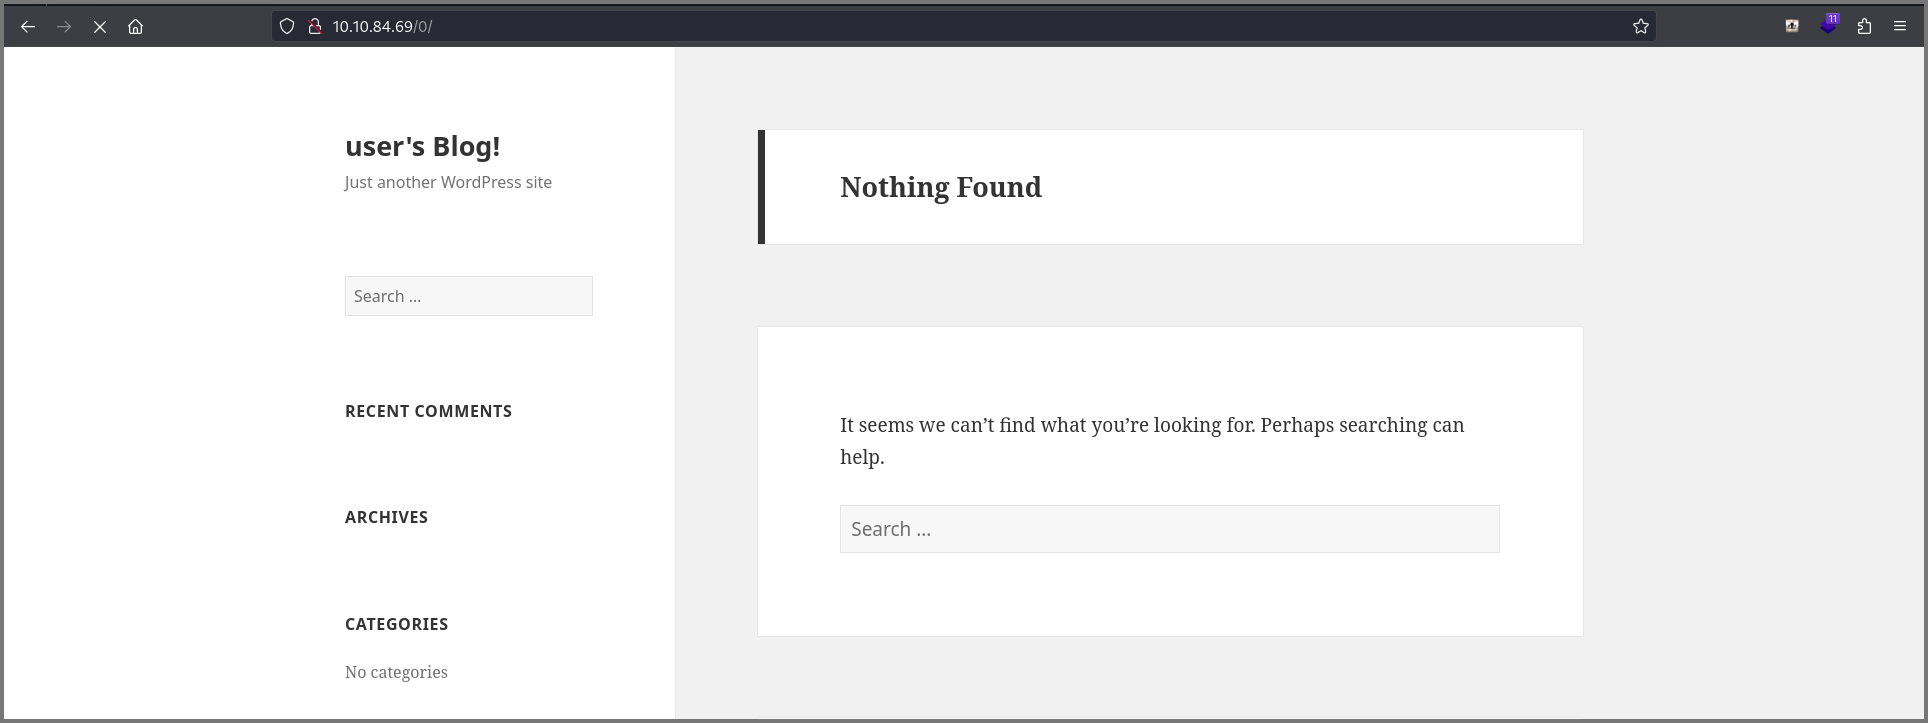 10.10.84.69/0/
11
user's Blog!
Just another WordPress site
Search ...
RECENT COMMENTS
ARCHIVES
CATEGORIES
No categories
Nothing Found
It seems we can’t find what you’re looking for. Perhaps searching can
help.
Search ...